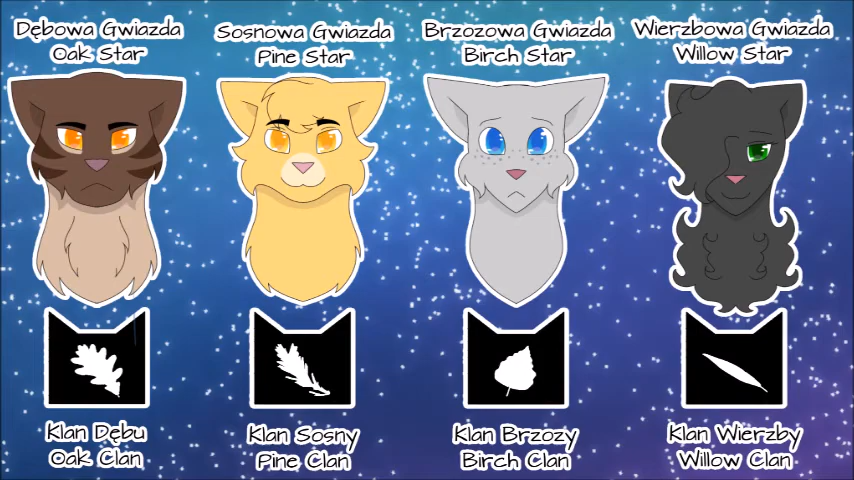 Dębowa Gwiazda
Oak Star
Sosnowa Gwiazda
Pine Star
Brzozowa Gwiazda
Birch Star
Wierzbowa Gwiazda
Willow Star
Klan Dębu
Oak Clan
Klan Sosny
Pine Clan
Klan Brzozy
Birch Clan
Klan Wierzby
Willow Clan